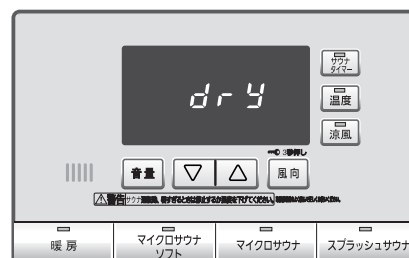 サウナ
タイマー
dry
温度
涼風
3秒押し
音量 ▽ △ 風向
警告
暖房 マイクロサウナ マイクロサウナ スプラッシュサウナ
ソフト